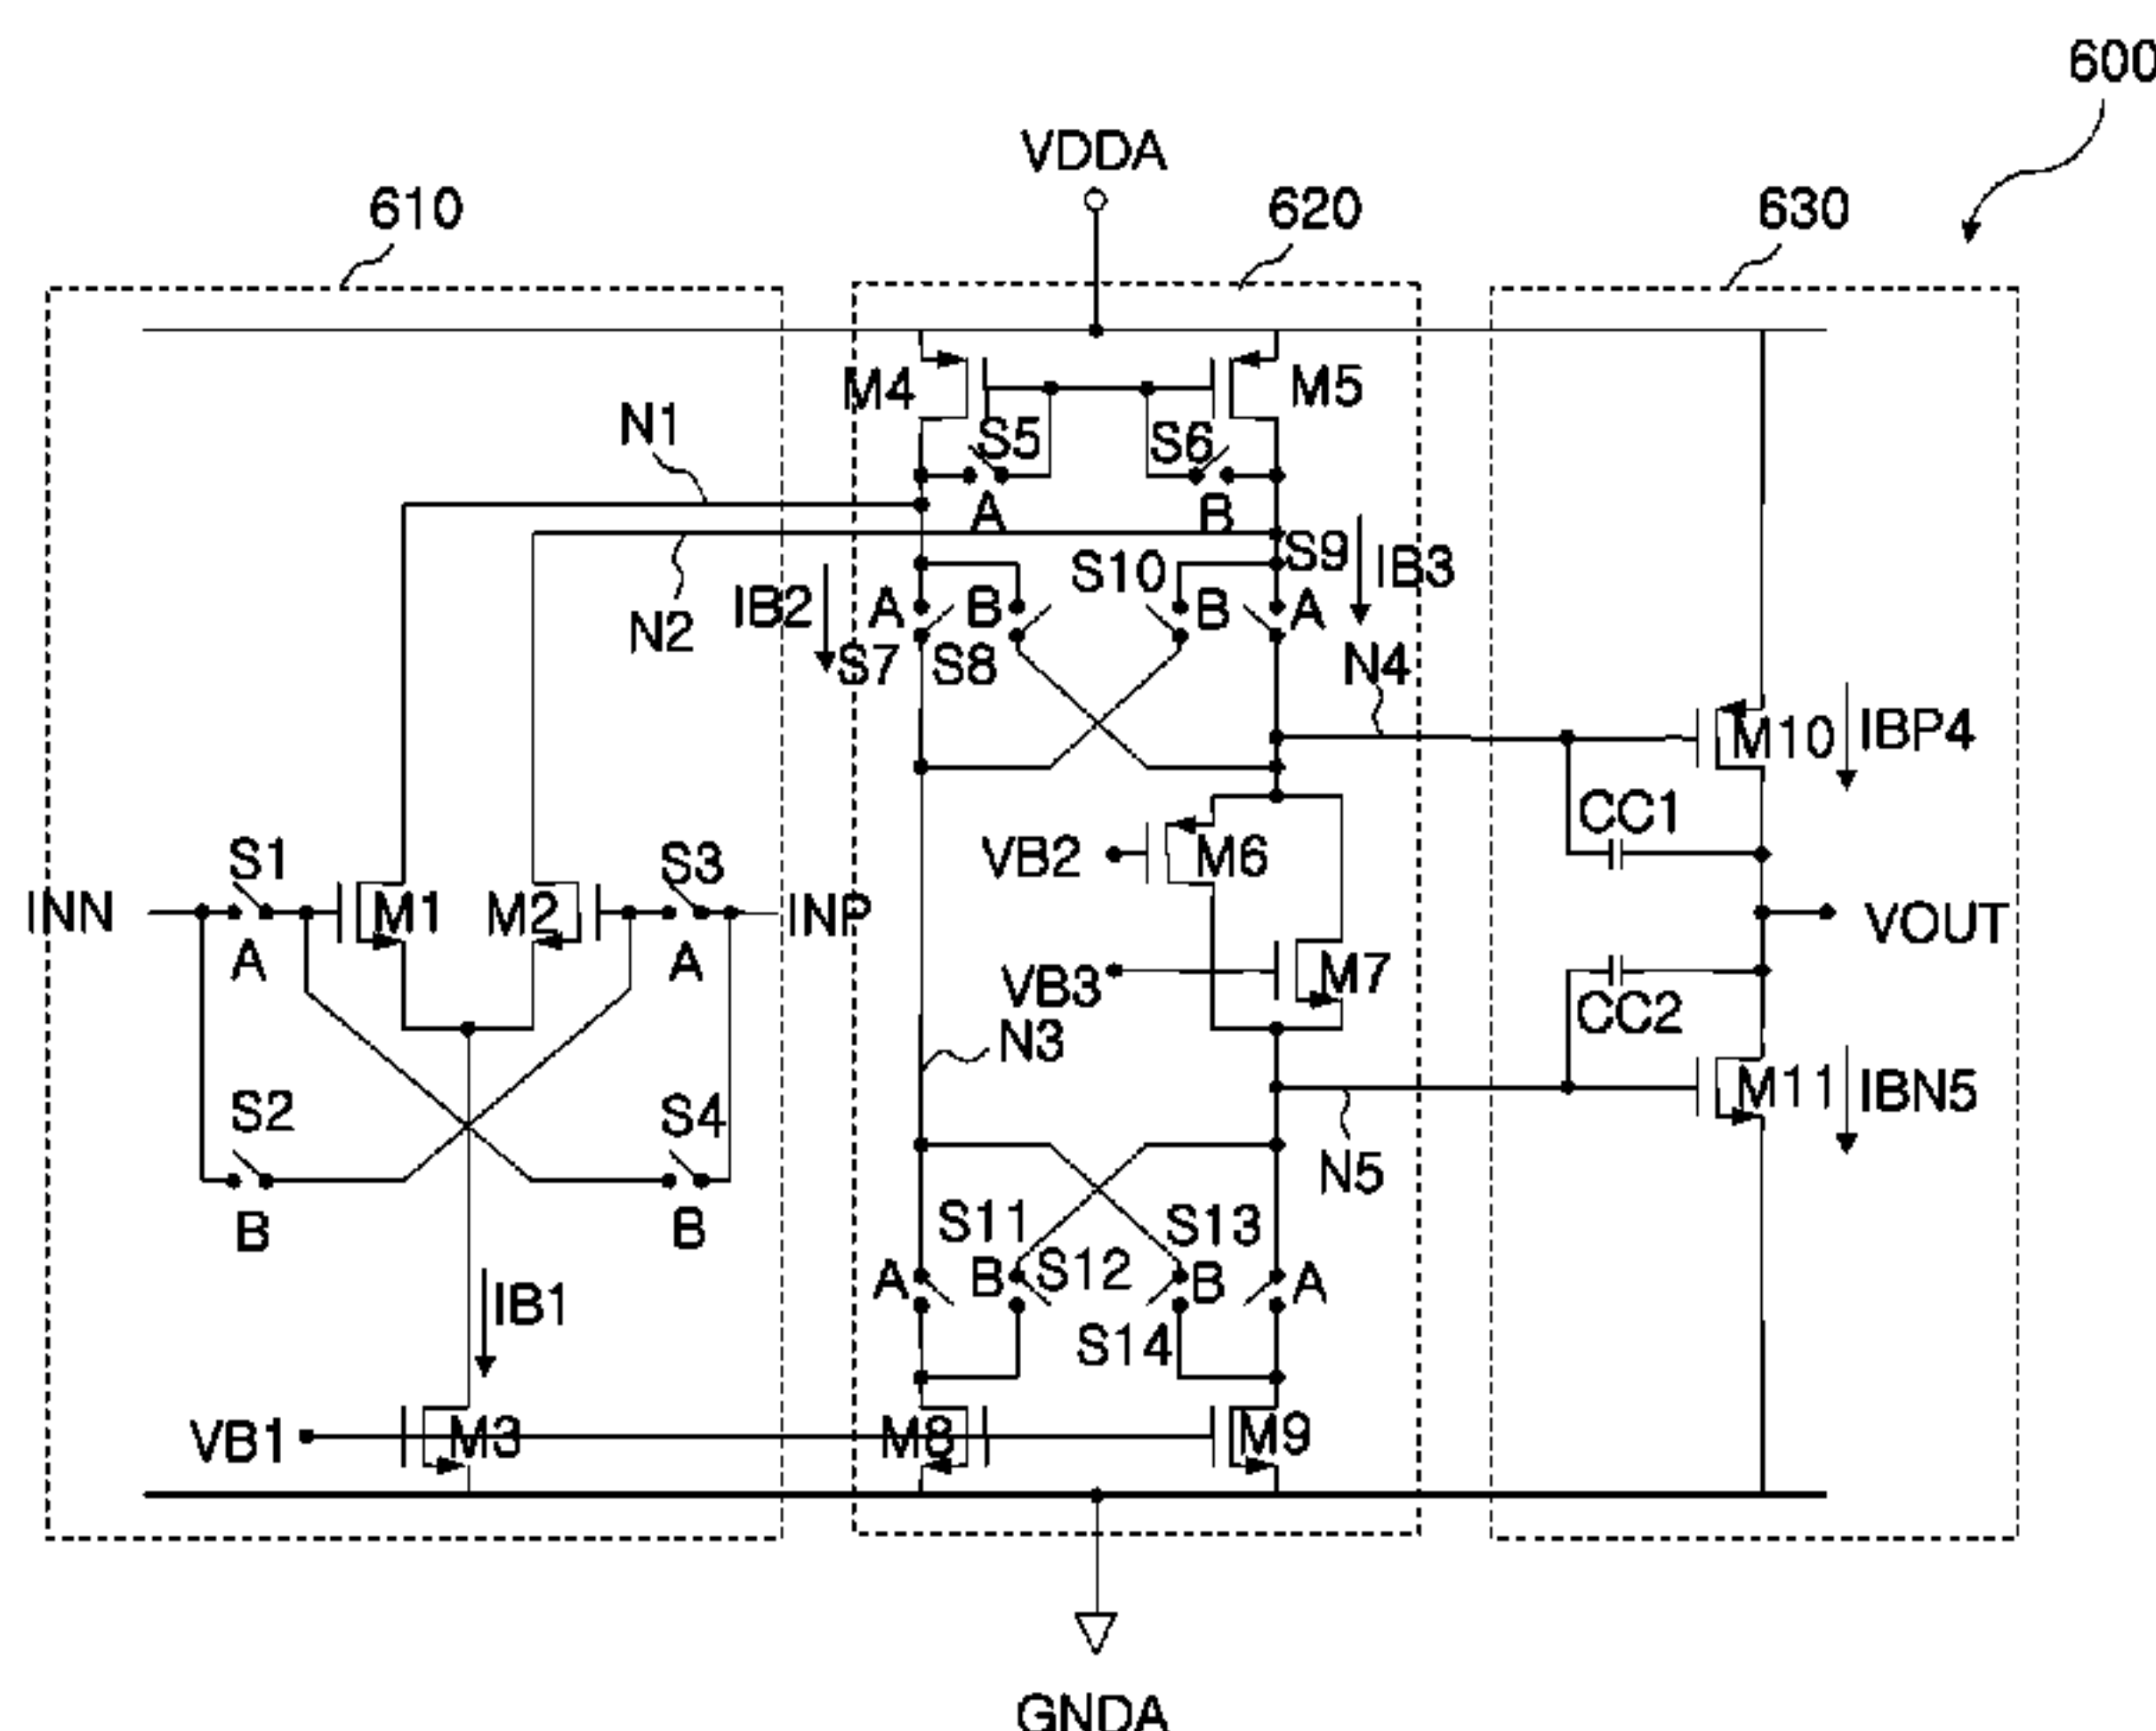 600
VDDA
610
620
630
M4
M5
N1
S5
S6
A
B
S9
S10
IB3
IB2
A
B
B
A
N2
S7
S8
N4
M10
IBP4
CC1
VB2
M6
S1
S3
INN
M1
M2
INP
VOUT
A
A
VB3
M7
CC2
N3
M11
IBN5
S2
S4
N5
B
B
S11
S13
A
B
S12
B
A
IB1
S14
VB1
M3
M8
M9
GNDA